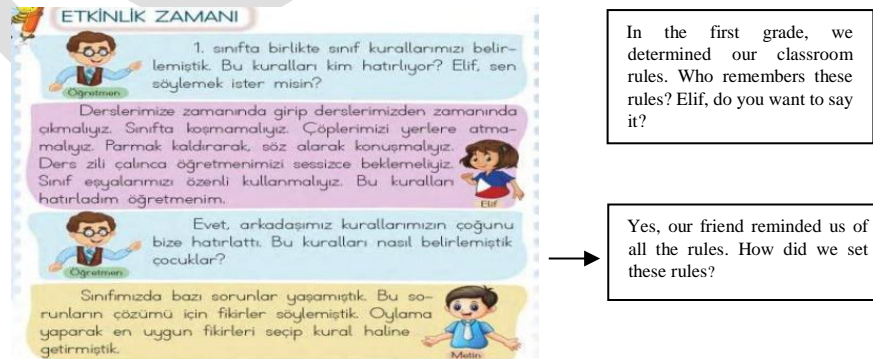 ETKİNLİK ZAMANI
1. sınıfta birlikte sınıf kurallarımızı belir-
lemiştik. Bu kuralları kim hatırlıyor? Elif, sen
söylemek ister misin?
Öğretmen
Derslerimize zamanında girip derslerimizden zamanında
çıkmalıyız. Sınıfta koşmamalıyız. Çöplerimizi yerlere atma-
malıyız. Parmak kaldırarak, söz alarak konuşmalıyız.
Ders zili çalınca öğretmenimizi sessizce beklemeliyiz.
Sınıf eşyalarımızı özenli kullanmalıyız. Bu kuralları
hatırladım öğretmenim.
Elif
Evet, arkadaşımız kurallarımızın çoğunu
bize hatırlattı. Bu kuralları nasıl belirlemiştik
çocuklar?
Öğretmen
Sınıfımızda bazı sorunlar yaşamıştık. Bu so-
runların çözümü için fikirler söylemiştik. Oylama
yaparak en uygun fikirleri seçip kural haline
getirmiştik.
Metin
In the first grade, we
determined our classroom
rules. Who remembers these
rules? Elif, do you want to say
it?
Yes, our friend reminded us of
all the rules. How did we set
these rules?